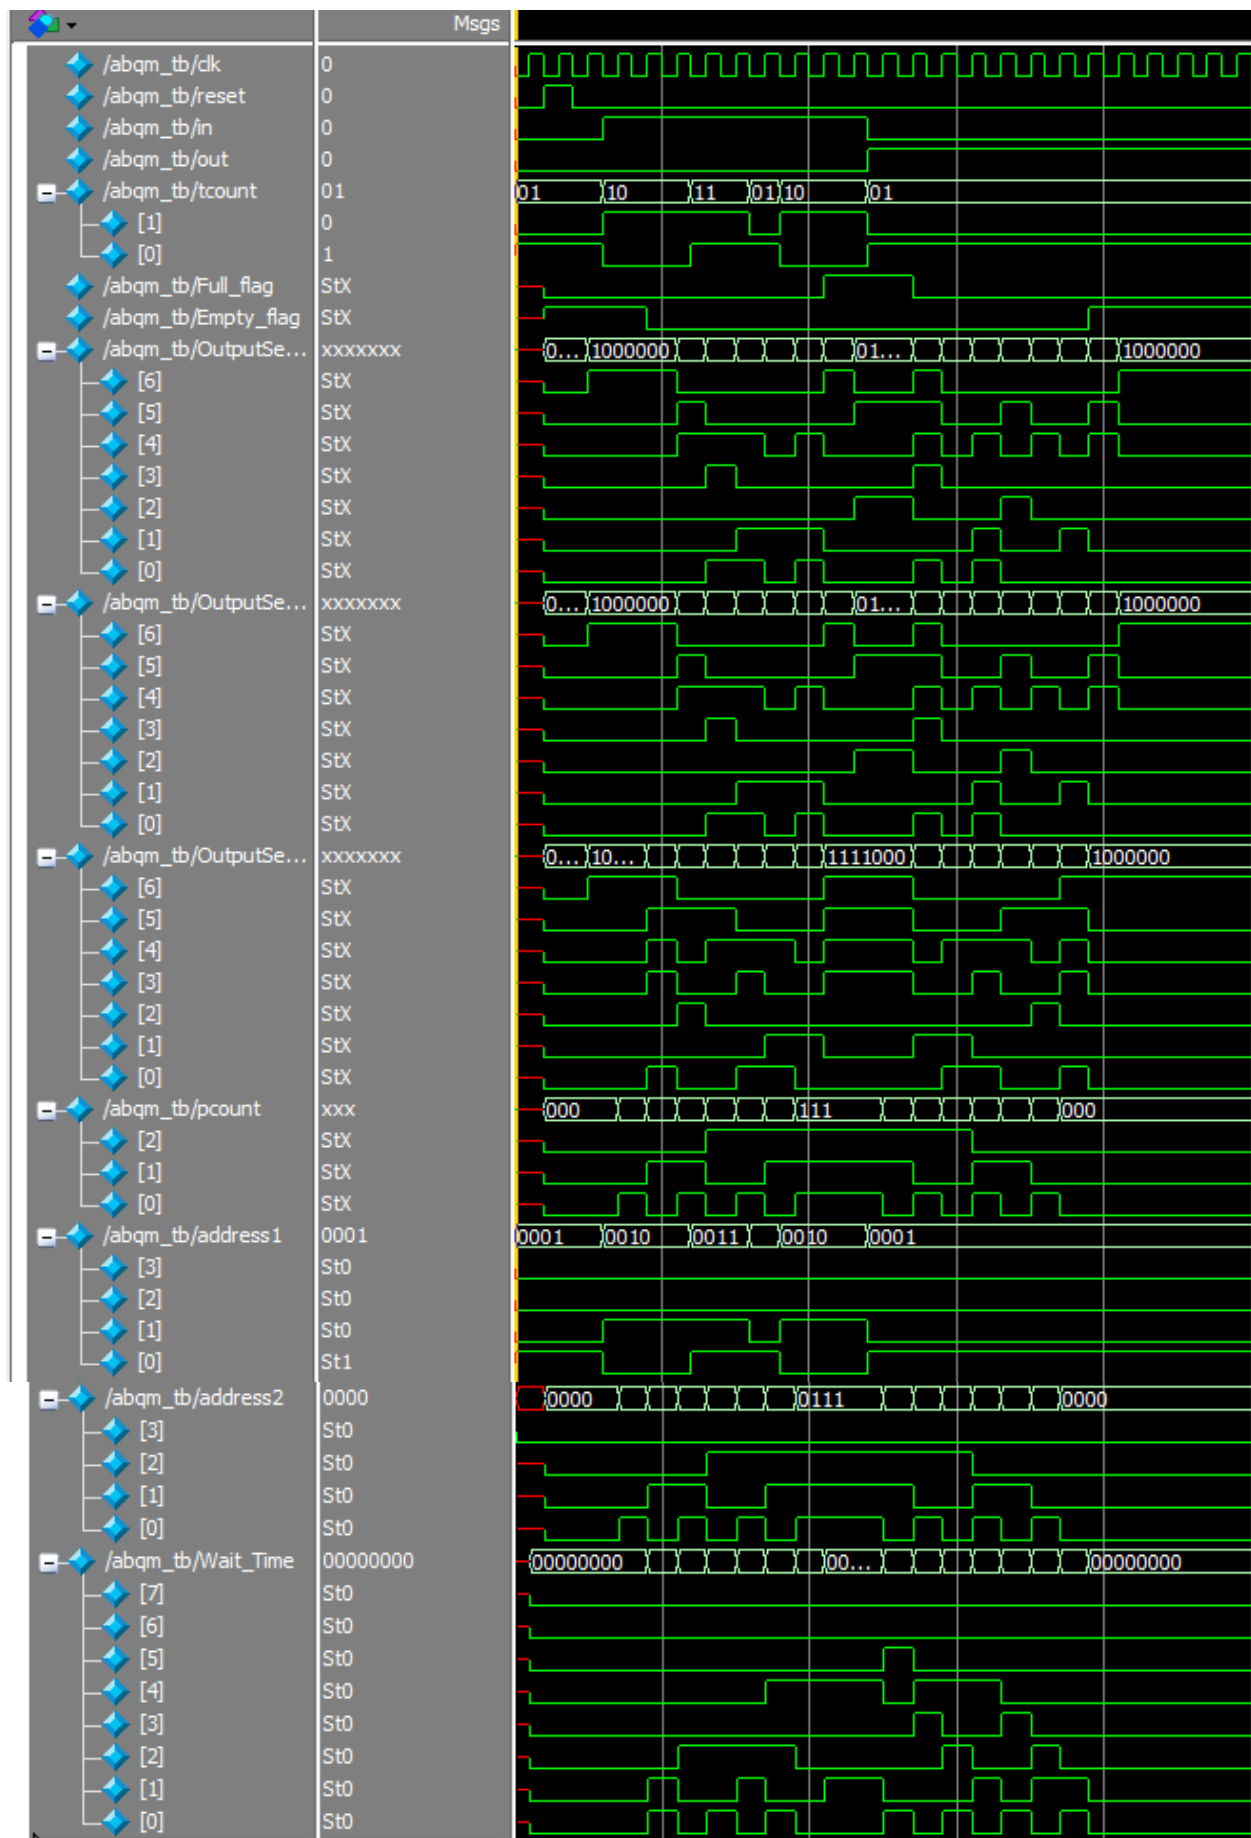 Msgs
/abqm_tb/clk 0
/abqm_tb/reset 0
/abqm_tb/in 0
/abqm_tb/out 0
/abqm_tb/tcount 01 01 10 11 01 10 01
[1] 0
[0] 1
/abqm_tb/Full_flag StX
/abqm_tb/Empty_flag StX
/abqm_tb/OutputSe... xxxxxxx 0... 1000000 01... 1000000
[6] StX
[5] StX
[4] StX
[3] StX
[2] StX
[1] StX
[0] StX
/abqm_tb/OutputSe... xxxxxxx 0... 1000000 01... 1000000
[6] StX
[5] StX
[4] StX
[3] StX
[2] StX
[1] StX
[0] StX
/abqm_tb/OutputSe... xxxxxxx 0... 10... 1111000 1000000
[6] StX
[5] StX
[4] StX
[3] StX
[2] StX
[1] StX
[0] StX
/abqm_tb/pcount xxx 000 111 000
[2] StX
[1] StX
[0] StX
/abqm_tb/address1 0001 0001 0010 0011 0010 0001
[3] St0
[2] St0
[1] St0
[0] St1
/abqm_tb/address2 0000 0000 0111 0000
[3] St0
[2] St0
[1] St0
[0] St0
/abqm_tb/Wait_Time 00000000 00000000 00... 00000000
[7] St0
[6] St0
[5] St0
[4] St0
[3] St0
[2] St0
[1] St0
[0] St0